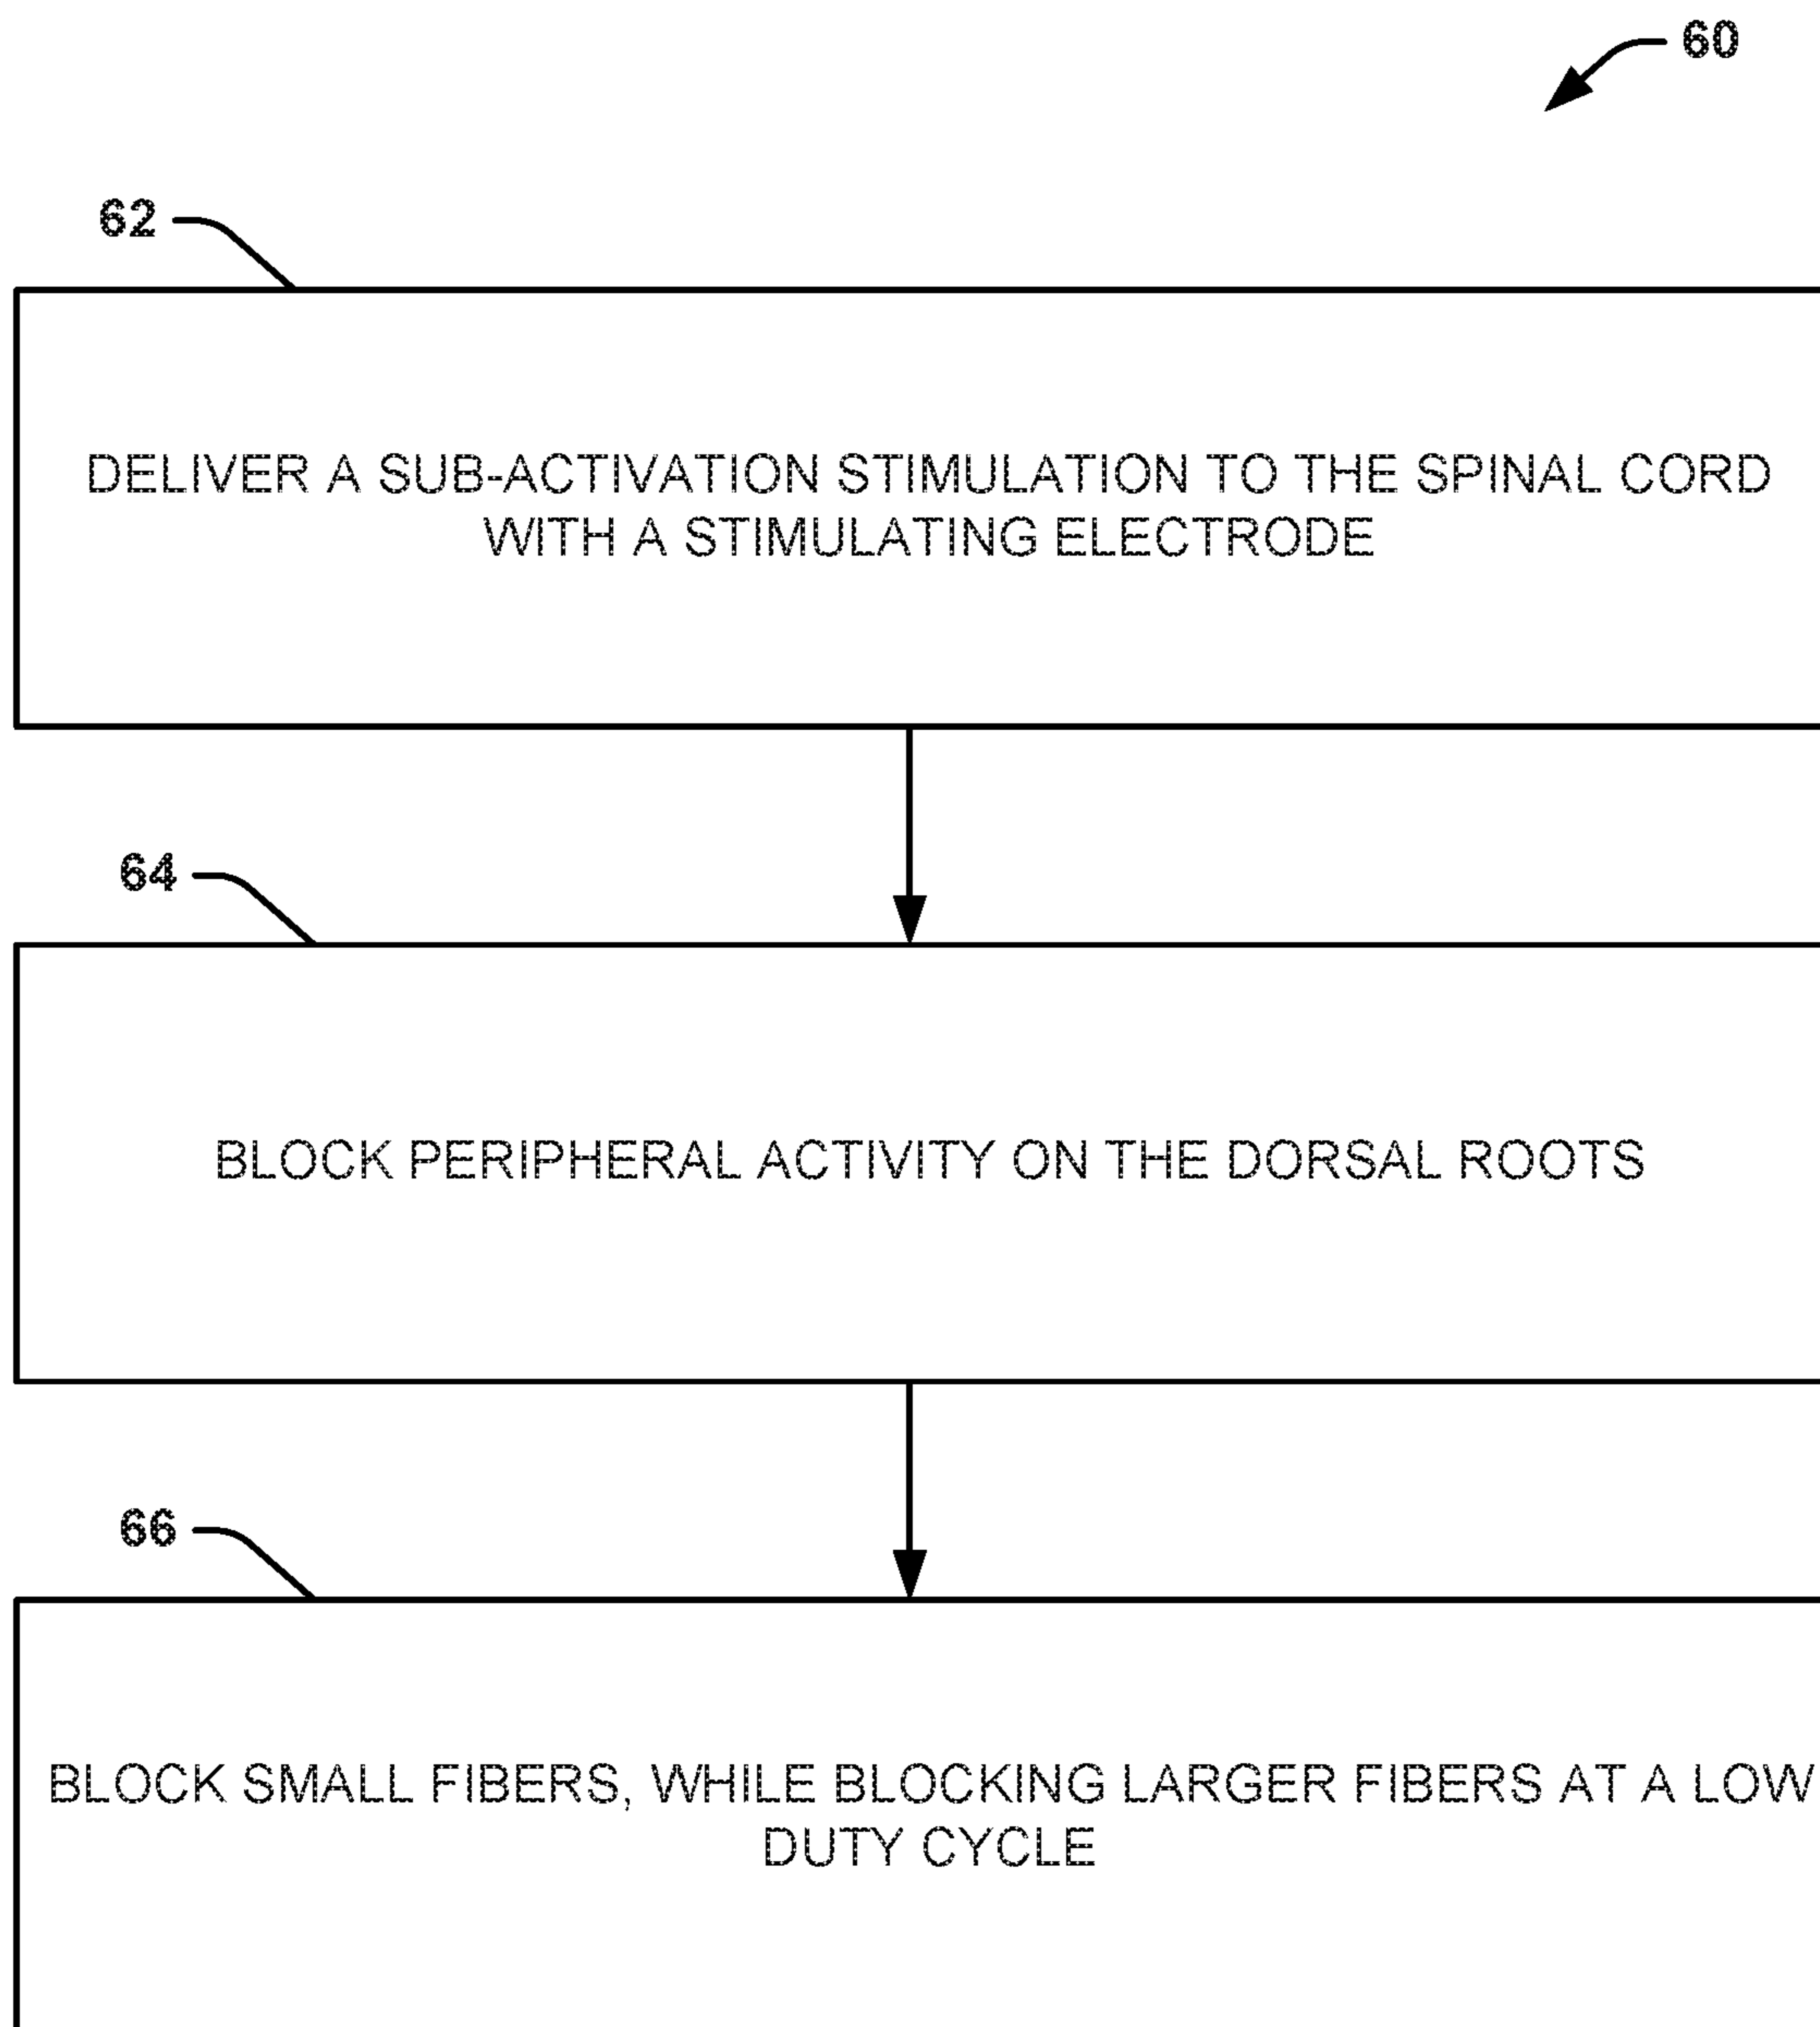 60
62
DELIVER A SUB-ACTIVATION STIMULATION TO THE SPINAL CORD
WITH A STIMULATING ELECTRODE
64
BLOCK PERIPHERAL ACTIVITY ON THE DORSAL ROOTS
66
BLOCK SMALL FIBERS, WHILE BLOCKING LARGER FIBERS AT A LOW
DUTY CYCLE